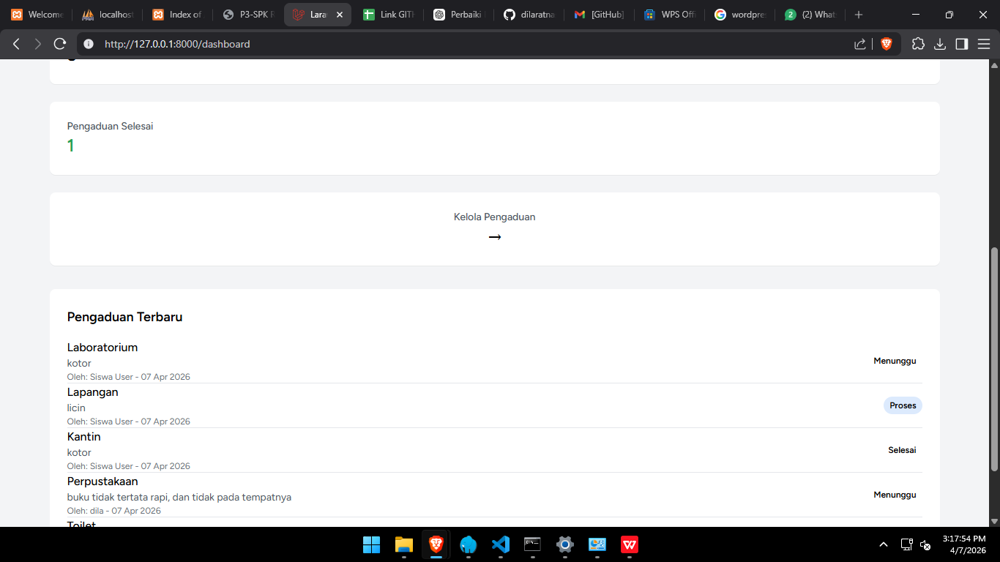 Welcome
localhost
Index of
P3-SPK R
Lara
Link GITH
Perbaiki
dilaratna
[GitHub]
WPS Offi
wordpre
(2) What
http://127.0.0.1:8000/dashboard
Pengaduan Selesai
1
Kelola Pengaduan
→
Pengaduan Terbaru
Laboratorium
kotor
Oleh: Siswa User - 07 Apr 2026
Menunggu
Lapangan
licin
Oleh: Siswa User - 07 Apr 2026
Proses
Kantin
kotor
Oleh: Siswa User - 07 Apr 2026
Selesai
Perpustakaan
buku tidak tertata rapi, dan tidak pada tempatnya
Oleh: dila - 07 Apr 2026
Menunggu
Toilet
3:17:54 PM
4/7/2026